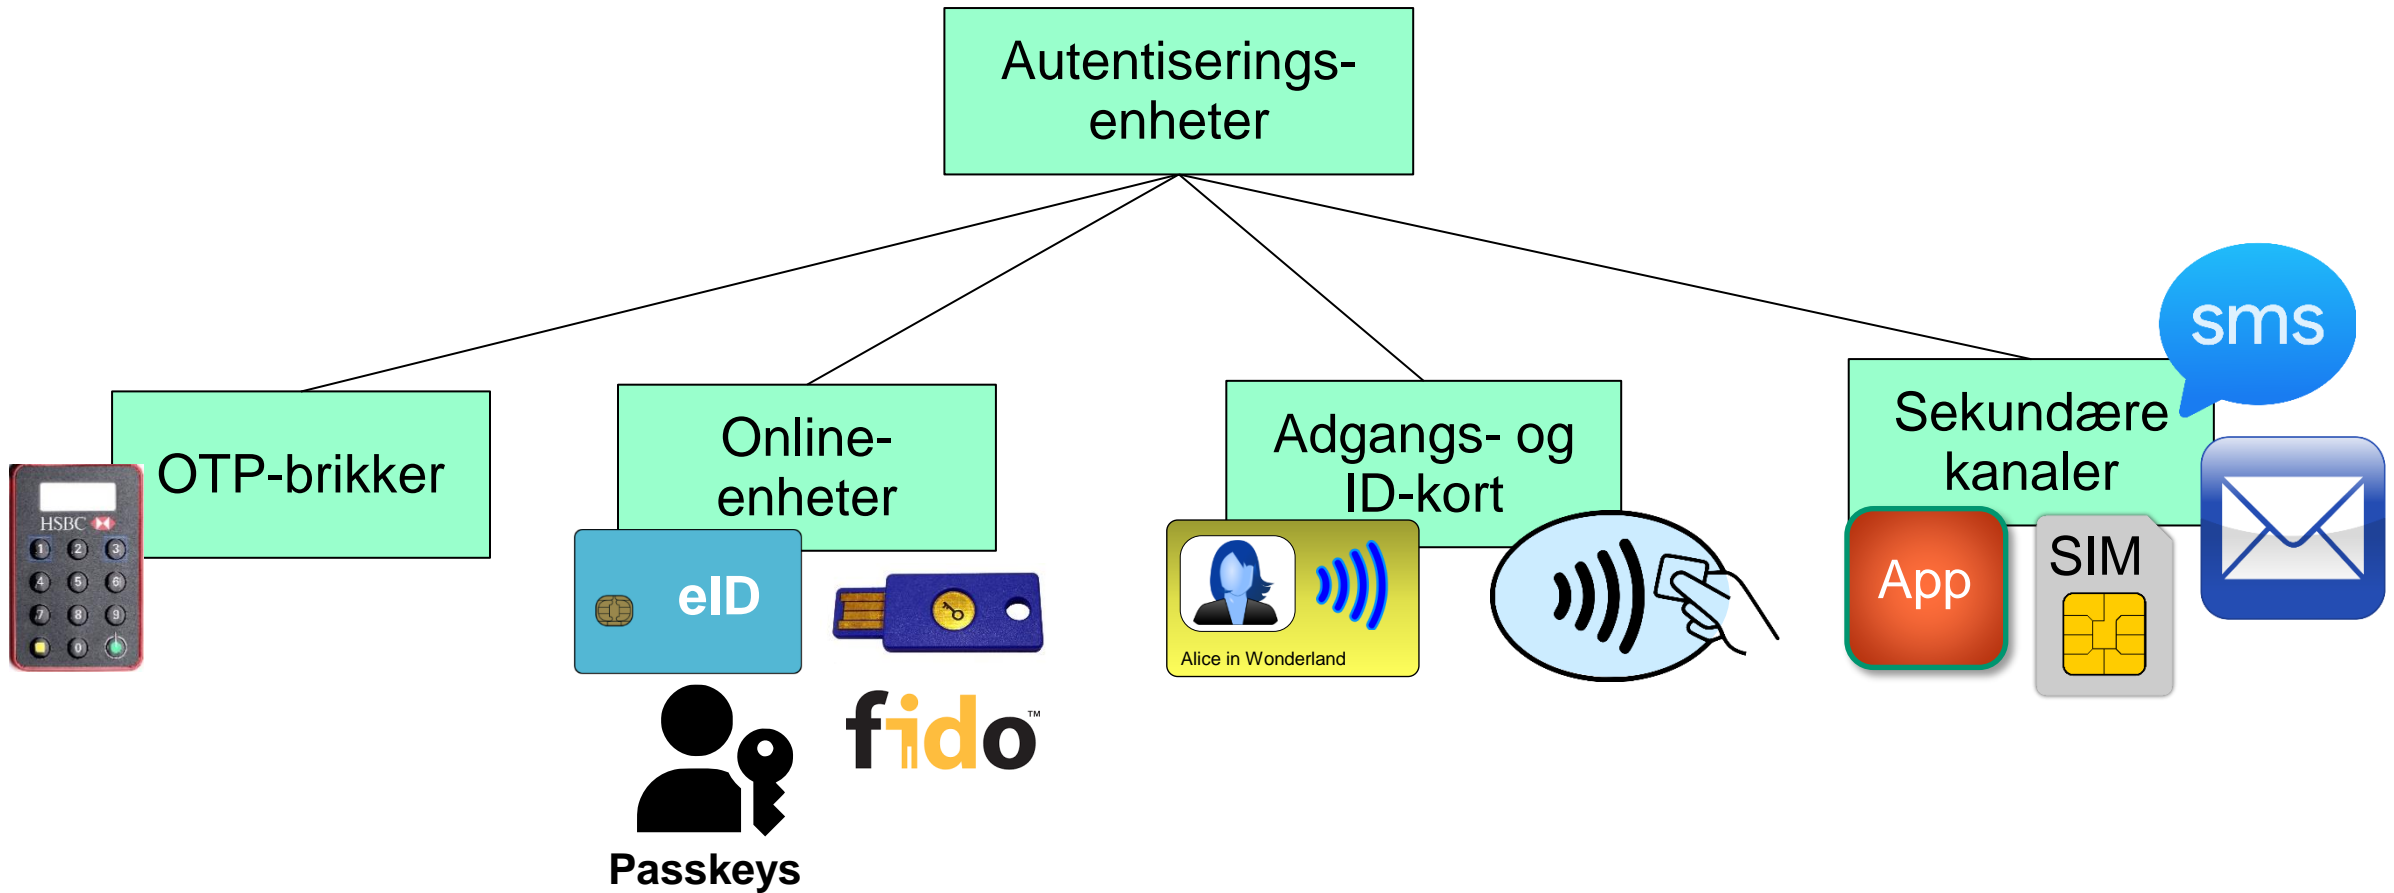 Autentiserings-
enheter
OTP-brikker
HSBC
1 2 3
4 5 6
7 8 9
0
Online-
enheter
eID
fido™
Passkeys
Adgangs- og
ID-kort
Alice in Wonderland
Sekundære
kanaler
sms
App
SIM